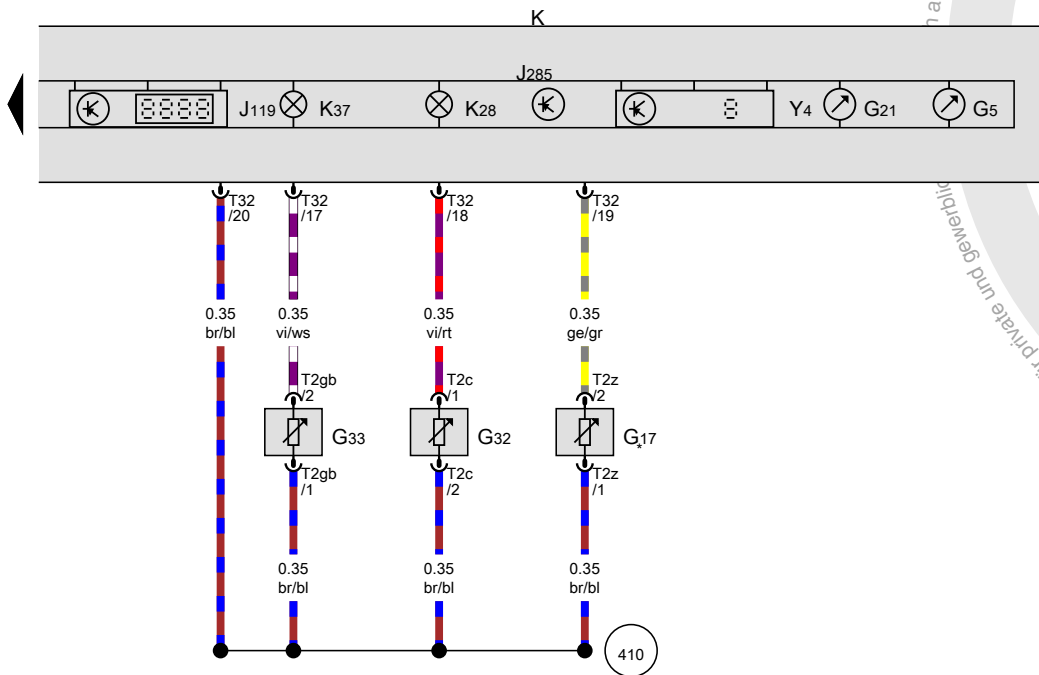 K
J285
J119
K37
K28
Y4
G21
G5
T32
/20
T32
/17
T32
/18
T32
/19
0.35
br/bl
0.35
vi/ws
0.35
vi/rt
0.35
ge/gr
T2gb
/2
T2c
/1
T2z
/2
G33
G32
G17
*
T2gb
/1
T2c
/2
T2z
/1
0.35
br/bl
0.35
br/bl
0.35
br/bl
410
private und gewerblic